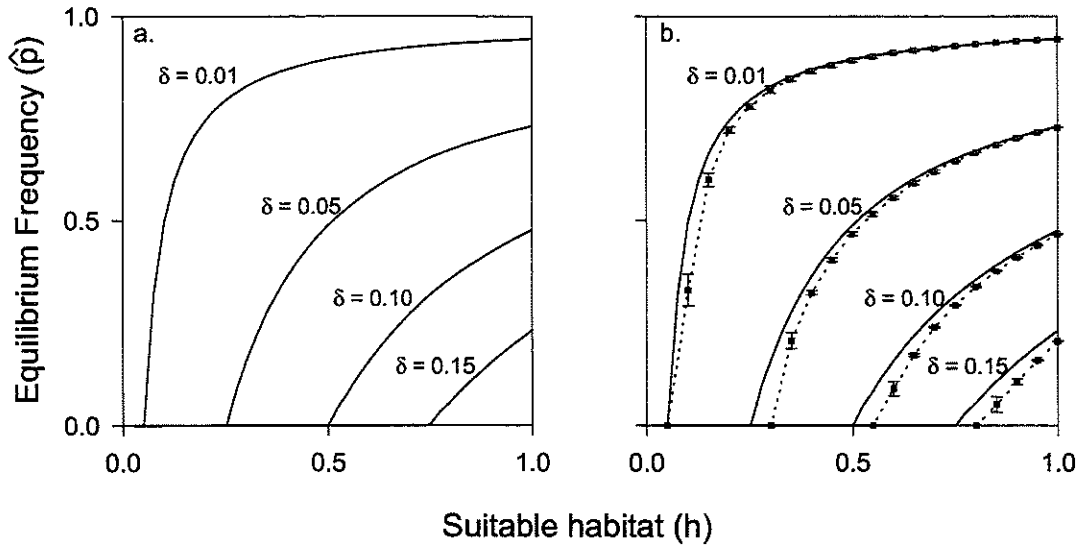 Equilibrium Frequency (p̂)
a.
1.0
0.5
0.0
δ = 0.01
δ = 0.05
δ = 0.10
δ = 0.15
0.0 0.5 1.0
b.
δ = 0.01
δ = 0.05
δ = 0.10
δ = 0.15
0.0 0.5 1.0
Suitable habitat (h)